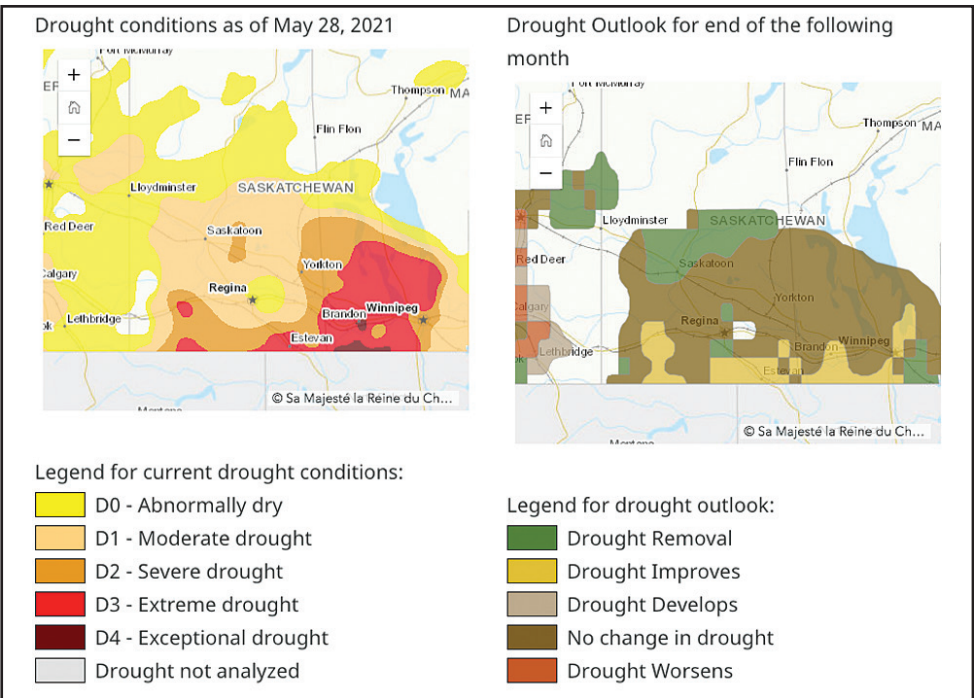 Drought conditions as of May 28, 2021
+
−
Thompson MA
Flin Flon
Lloydminster
SASKATCHEWAN
Red Deer
Saskatoon
Yorkton
algary
Regina
Brandon Winnipeg
Lethbridge
Estevan
© Sa Majesté la Reine du Ch...
Drought Outlook for end of the following
month
+
−
Thompson MA
Flin Flon
Lloydminster
SASKATCHEWAN
Red Deer
Saskatoon
Yorkton
algary
Regina
Brandon Winnipeg
Lethbridge
Estevan
© Sa Majesté la Reine du Ch...
Legend for current drought conditions:
D0 - Abnormally dry
D1 - Moderate drought
D2 - Severe drought
D3 - Extreme drought
D4 - Exceptional drought
Drought not analyzed
Legend for drought outlook:
Drought Removal
Drought Improves
Drought Develops
No change in drought
Drought Worsens